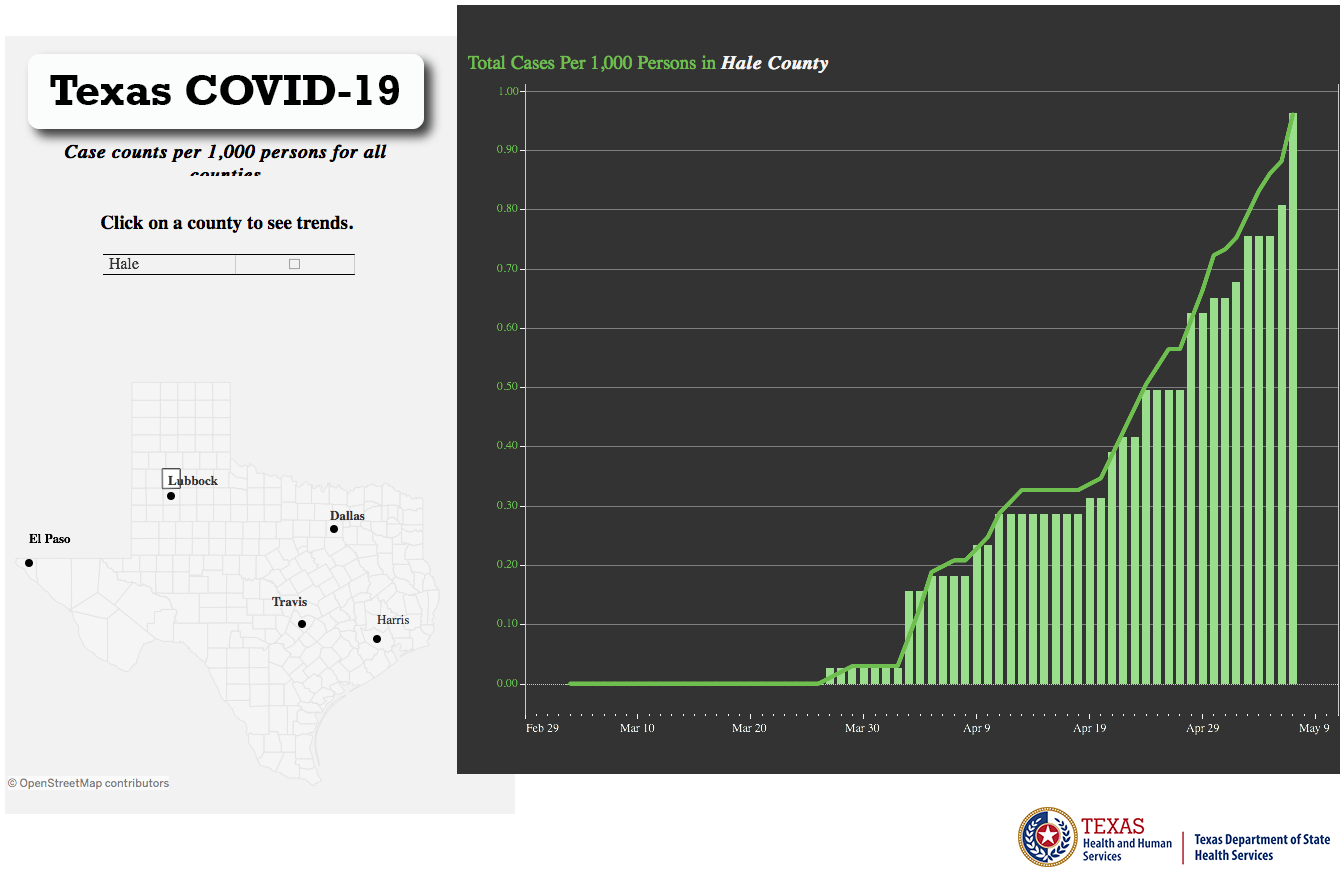 Texas COVID-19
Case counts per 1,000 persons for all
counties
Click on a county to see trends.
Hale
Lubbock
Dallas
El Paso
Travis
Harris
© OpenStreetMap contributors
Total Cases Per 1,000 Persons in Hale County
1.00
0.90
0.80
0.70
0.60
0.50
0.40
0.30
0.20
0.10
0.00
Feb 29 Mar 10 Mar 20 Mar 30 Apr 9 Apr 19 Apr 29 May 9
TEXAS
Health and Human
Services
Texas Department of State
Health Services